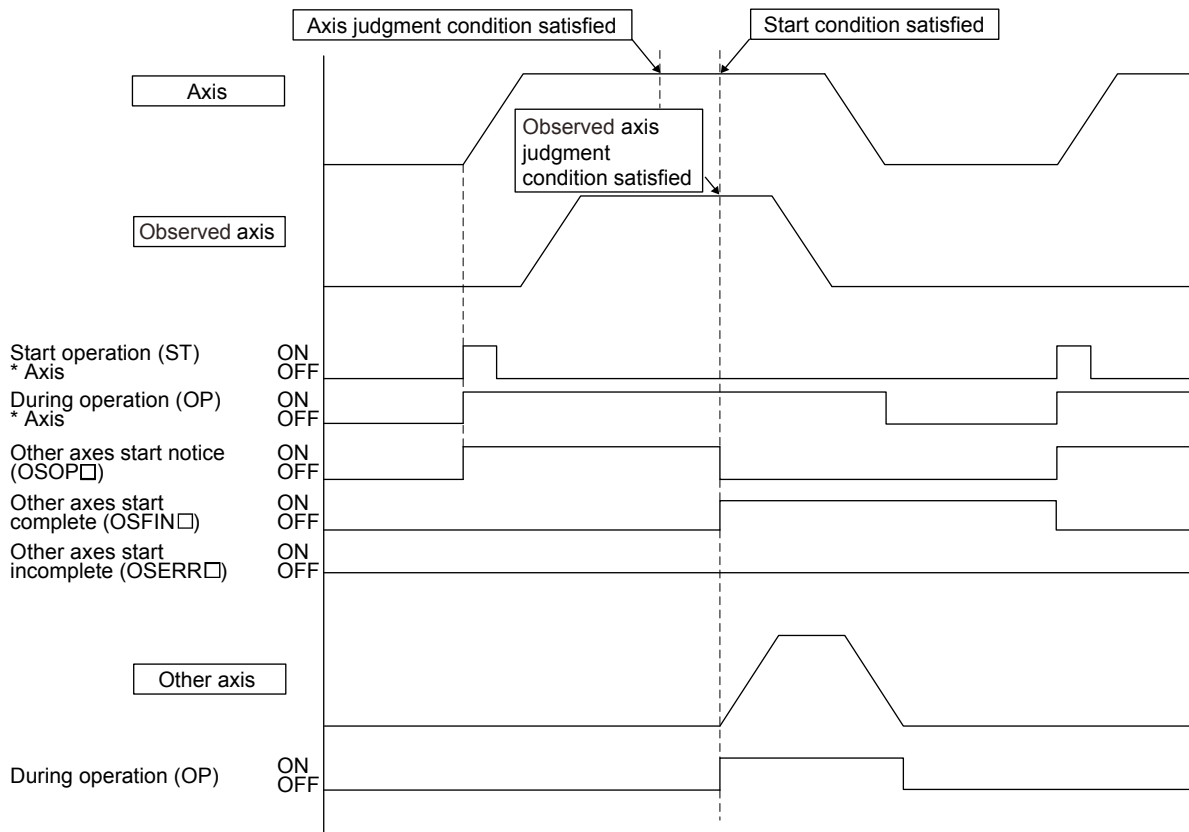 Axis judgment condition satisfied
Start condition satisfied
Axis
Observed axis
judgment
condition satisfied
Observed axis
Start operation (ST)
* Axis
ON
OFF
During operation (OP)
* Axis
ON
OFF
Other axes start notice
(OSOP□)
ON
OFF
Other axes start
complete (OSFIN□)
ON
OFF
Other axes start
incomplete (OSERR□)
ON
OFF
Other axis
During operation (OP)
ON
OFF